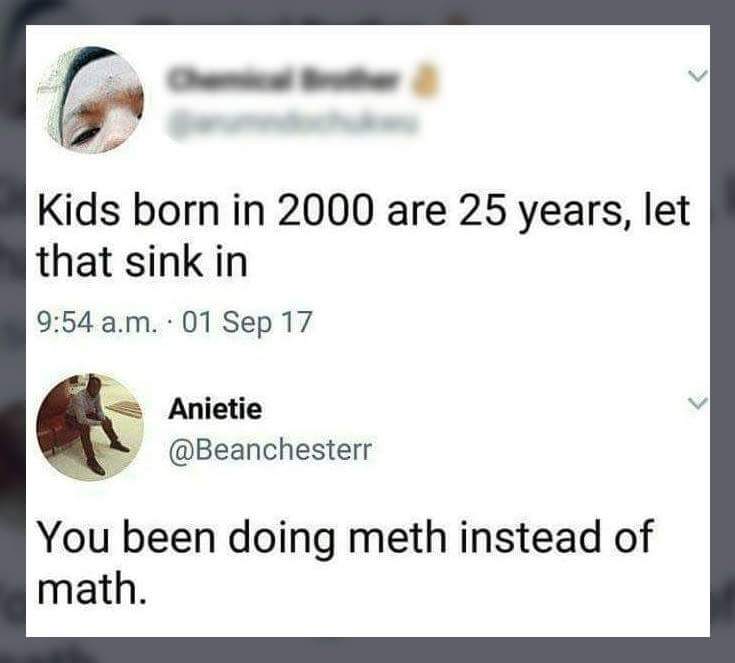 Kids born in 2000 are 25 years, let
that sink in
9:54 a.m. · 01 Sep 17
Anietie
@Beanchesterr
You been doing meth instead of
math.